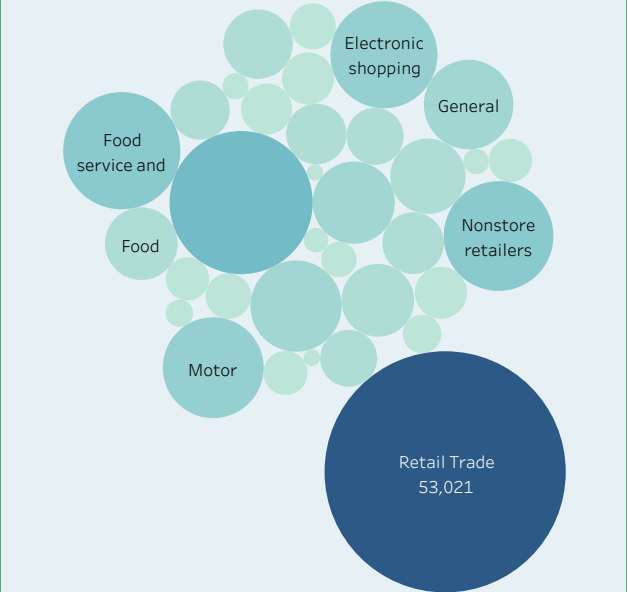 Electronic
shopping
General
Food
service and
Nonstore
retailers
Food
Motor
Retail Trade
53,021